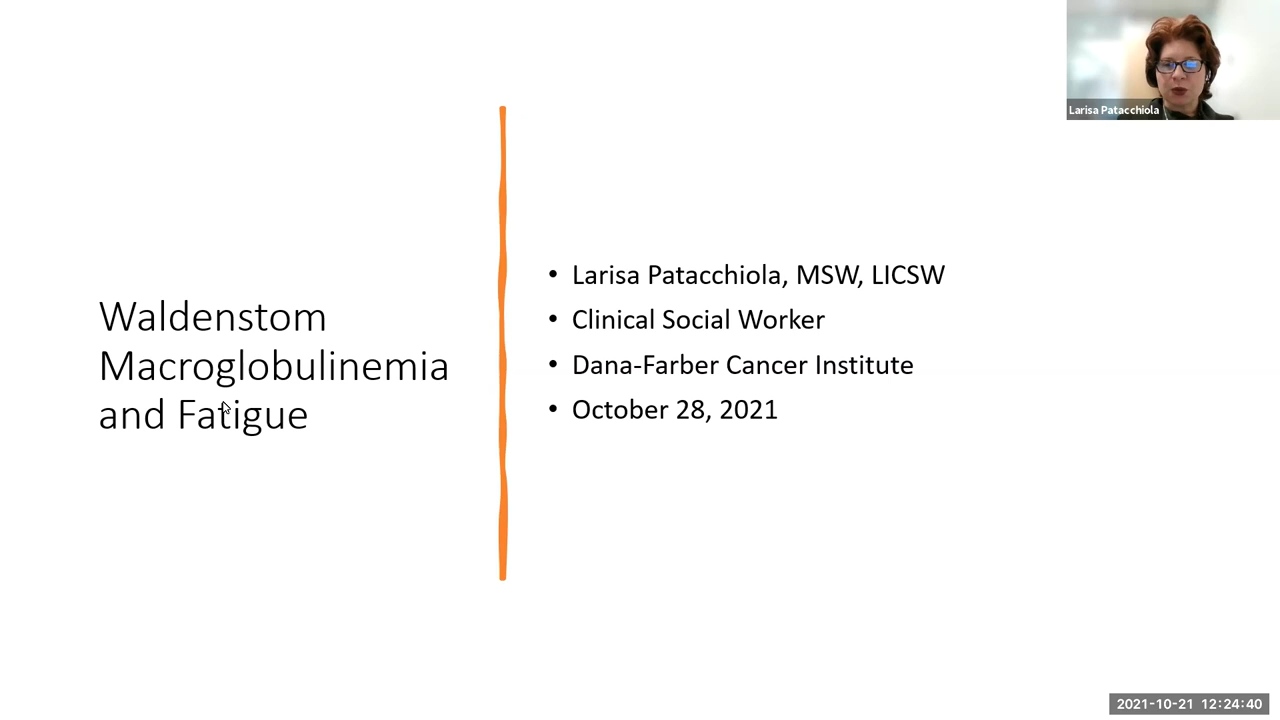 Larisa Patacchiola
Waldenstom
Macroglobulinemia
and Fatigue
• Larisa Patacchiola, MSW, LICSW
• Clinical Social Worker
• Dana-Farber Cancer Institute
• October 28, 2021
2021-10-21 12:24:40